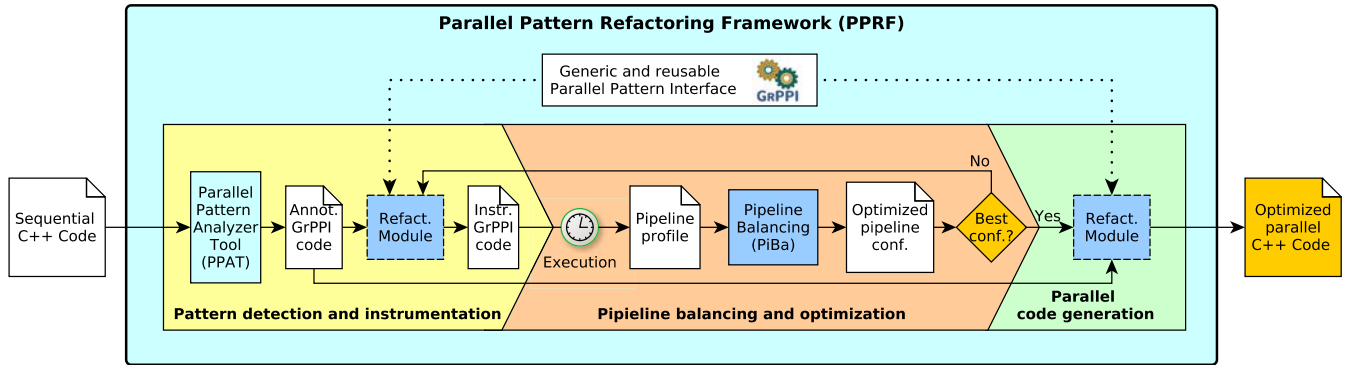 Parallel Pattern Refactoring Framework (PPRF)
Generic and reusable
Parallel Pattern Interface
GRPPI
No
Sequential
C++ Code
Parallel
Pattern
Analyzer
Tool
(PPAT)
Annot.
GrPPI
code
Refact.
Module
Instr.
GrPPI
code
Execution
Pipeline
profile
Pipeline
Balancing
(PiBa)
Optimized
pipeline
conf.
Best
conf.?
Yes
Refact.
Module
Optimized
parallel
C++ Code
Pattern detection and instrumentation
Pipieline balancing and optimization
Parallel
code generation